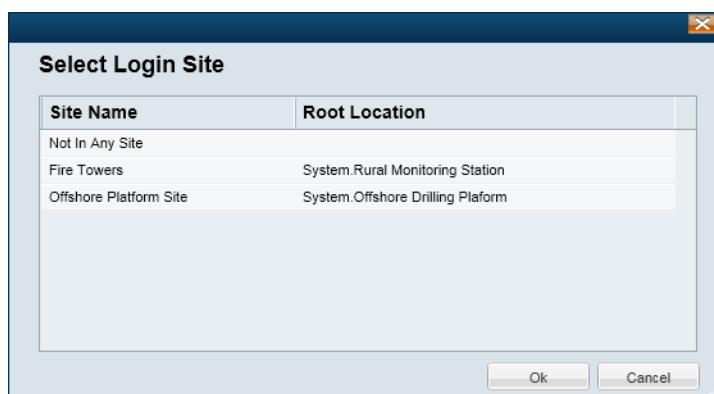 Select Login Site
Site Name Root Location
Not In Any Site
Fire Towers System.Rural Monitoring Station
Offshore Platform Site System.Offshore Drilling Plaform
Ok Cancel